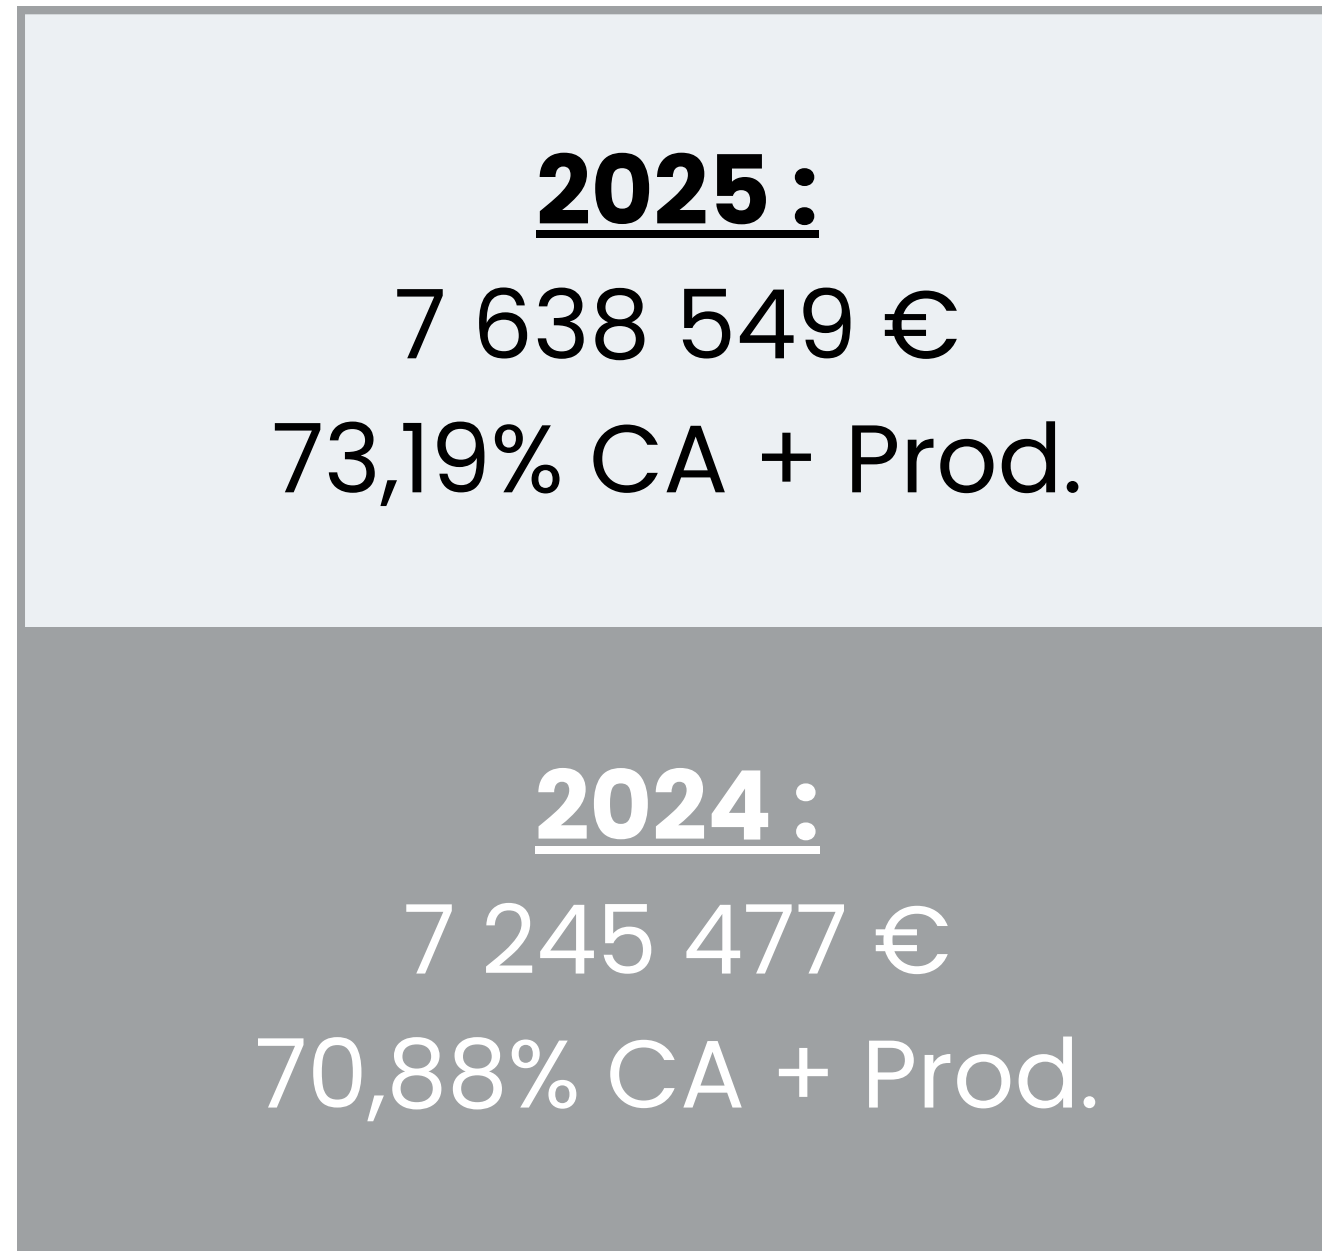 2025 :
7 638 549 €
73,19% CA + Prod.
2024 :
7 245 477 €
70,88% CA + Prod.